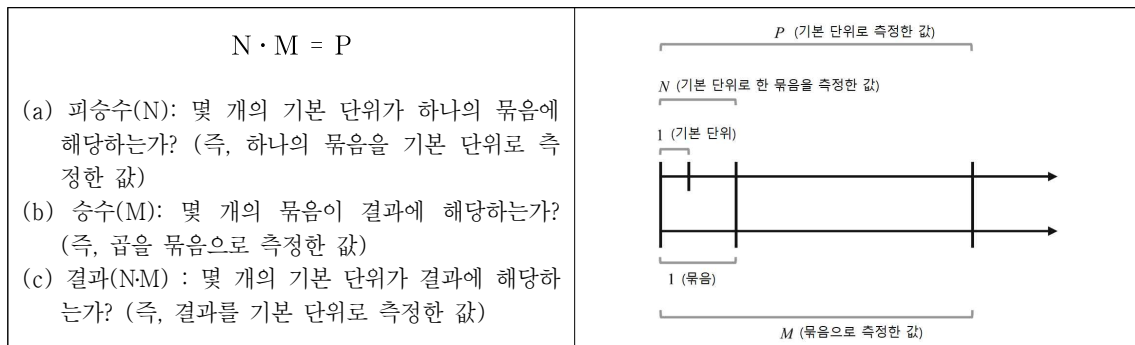 N · M = P
(a) 피승수(N): 몇 개의 기본 단위가 하나의 묶음에
해당하는가? (즉, 하나의 묶음을 기본 단위로 측
정한 값)
(b) 승수(M): 몇 개의 묶음이 결과에 해당하는가?
(즉, 곱을 묶음으로 측정한 값)
(c) 결과(N·M) : 몇 개의 기본 단위가 결과에 해당하
는가? (즉, 결과를 기본 단위로 측정한 값)
P (기본 단위로 측정한 값)
N (기본 단위로 한 묶음을 측정한 값)
1 (기본 단위)
1 (묶음)
M (묶음으로 측정한 값)